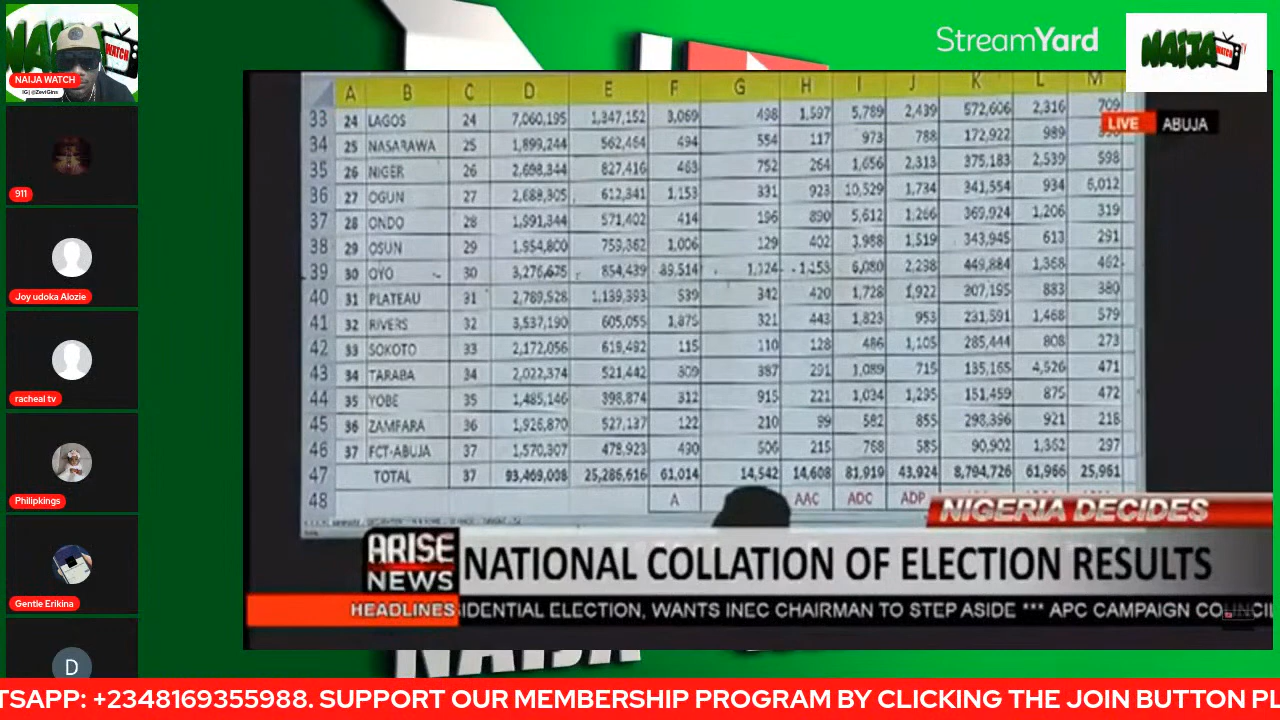 StreamYard
NAIJA WATCH
NAIJA WATCH
IG| @ZeviGins
911
Joy udoka Alozie
racheal tv
Philipkings
Gentle Erikina
D
LIVE ABUJA
A B C D E F G H I J K L M
33 24 LAGOS 24 7,060,195 1,347,152 3,069 498 1,597 5,789 2,439 572,606 2,316 709
34 25 NASARAWA 25 1,899,244 562,464 494 554 117 973 788 172,922 989
35 26 NIGER 26 2,698,344 827,416 463 752 264 1,656 2,313 375,183 2,539 598
36 27 OGUN 27 2,688,305 612,341 1,153 331 923 10,529 1,734 341,554 934 6,012
37 28 ONDO 28 1,991,344 571,402 414 196 890 5,612 1,266 369,924 1,206 319
38 29 OSUN 29 1,954,800 759,362 1,006 129 402 3,988 1,519 343,945 613 291
39 30 OYO 30 3,276,675 854,439 39,514 1,124 1,153 6,080 2,298 449,884 1,368 462
40 31 PLATEAU 31 2,789,528 1,139,393 539 342 420 1,728 1,922 307,195 883 380
41 32 RIVERS 32 3,537,190 605,055 1,875 321 443 1,823 953 231,591 1,468 579
42 33 SOKOTO 33 2,172,056 619,492 115 110 128 486 1,105 285,444 808 273
43 34 TARABA 34 2,022,374 521,442 309 387 291 1,089 715 135,165 4,526 471
44 35 YOBE 35 1,485,146 398,874 312 915 221 1,034 1,295 151,459 875 472
45 36 ZAMFARA 36 1,926,870 527,137 122 210 99 582 855 298,396 921 218
46 37 FCT-ABUJA 37 1,570,307 478,923 430 506 215 768 585 90,902 1,362 297
47 TOTAL 37 93,469,008 25,286,616 61,014 14,542 14,608 81,919 43,924 8,794,726 61,966 25,961
48 A AAC ADC ADP
NIGERIA DECIDES
ARISE NEWS
NATIONAL COLLATION OF ELECTION RESULTS
HEADLINES IDENTIAL ELECTION, WANTS INEC CHAIRMAN TO STEP ASIDE *** APC CAMPAIGN COUNCIL
NAIJA
TSAPP: +2348169355988. SUPPORT OUR MEMBERSHIP PROGRAM BY CLICKING THE JOIN BUTTON PL